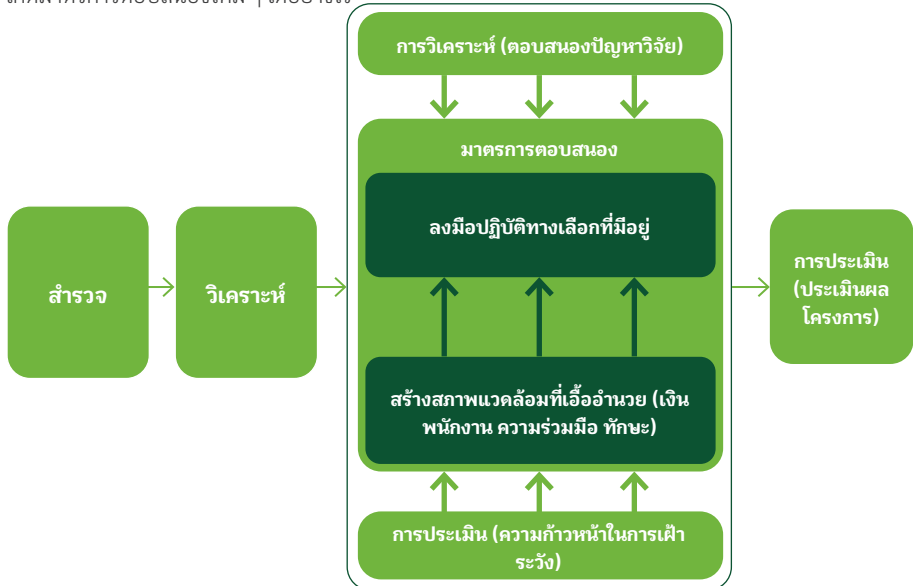 การวิเคราะห์ (ตอบสนองปัญหาวิจัย)
มาตรการตอบสนอง
ลงมือปฏิบัติทางเลือกที่มีอยู่
สำรวจ
วิเคราะห์
การประเมิน
(ประเมินผล
โครงการ)
สร้างสภาพแวดล้อมที่เอื้ออำนวย (เงิน
พนักงาน ความร่วมมือ ทักษะ)
การประเมิน (ความก้าวหน้าในการเฝ้า
ระวัง)